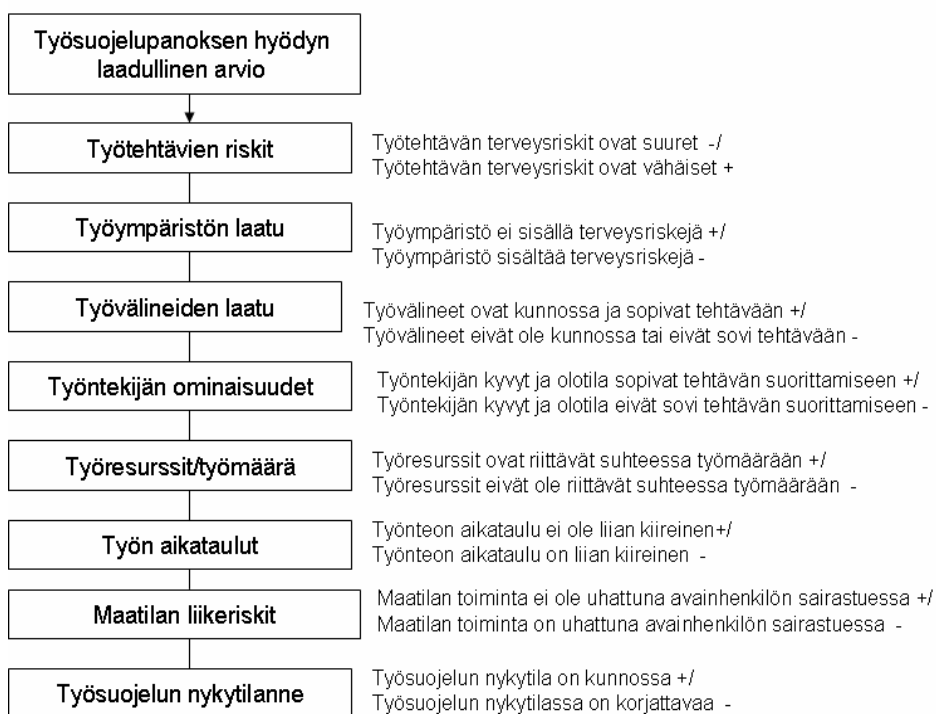 Työsuojelupanoksen hyödyn
laadullinen arvio
Työtehtävien riskit
Työtehtävän terveysriskit ovat suuret -/
Työtehtävän terveysriskit ovat vähäiset +
Työympäristön laatu
Työympäristö ei sisällä terveysriskejä +/
Työympäristö sisältää terveysriskejä -
Työvälineiden laatu
Työvälineet ovat kunnossa ja sopivat tehtävään +/
Työvälineet eivät ole kunnossa tai eivät sovi tehtävään -
Työntekijän ominaisuudet
Työntekijän kyvyt ja olotila sopivat tehtävän suorittamiseen +/
Työntekijän kyvyt ja olotila eivät sovi tehtävän suorittamiseen -
Työresurssit/työmäärä
Työresurssit ovat riittävät suhteessa työmäärään +/
Työresurssit eivät ole riittävät suhteessa työmäärään -
Työn aikataulut
Työnteon aikataulu ei ole liian kiireinen+/
Työnteon aikataulu on liian kiireinen -
Maatilan liikeriskit
Maatilan toiminta ei ole uhattuna avainhenkilön sairastuessa +/
Maatilan toiminta on uhattuna avainhenkilön sairastuessa -
Työsuojelun nykytilanne
Työsuojelun nykytila on kunnossa +/
Työsuojelun nykytilassa on korjattavaa -